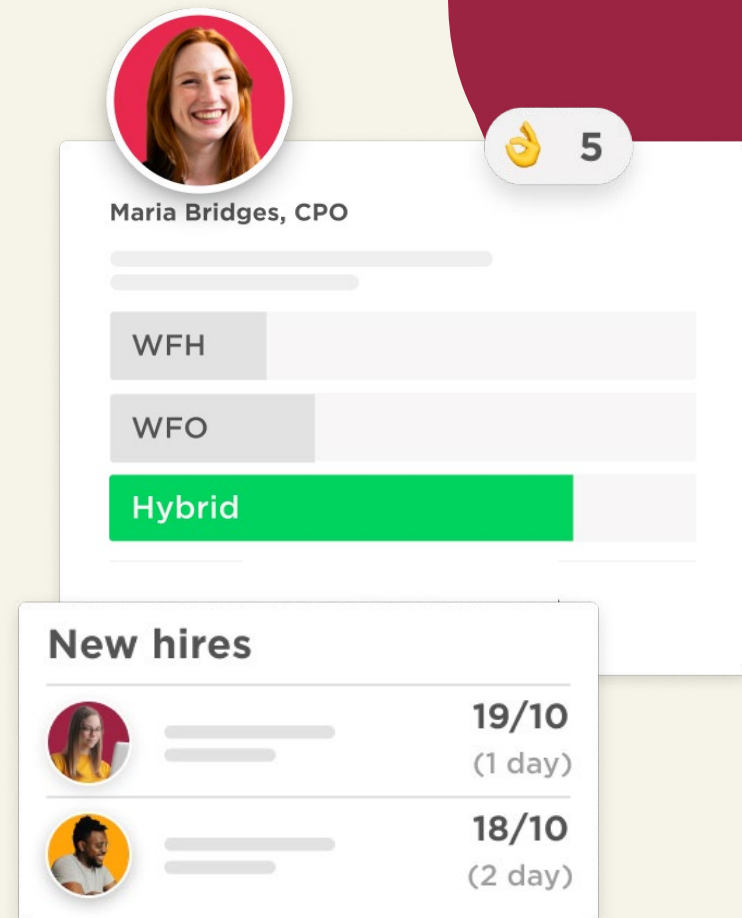 👌 5
Maria Bridges, CPO
WFH
WFO
Hybrid
New hires
19/10
(1 day)
18/10
(2 day)